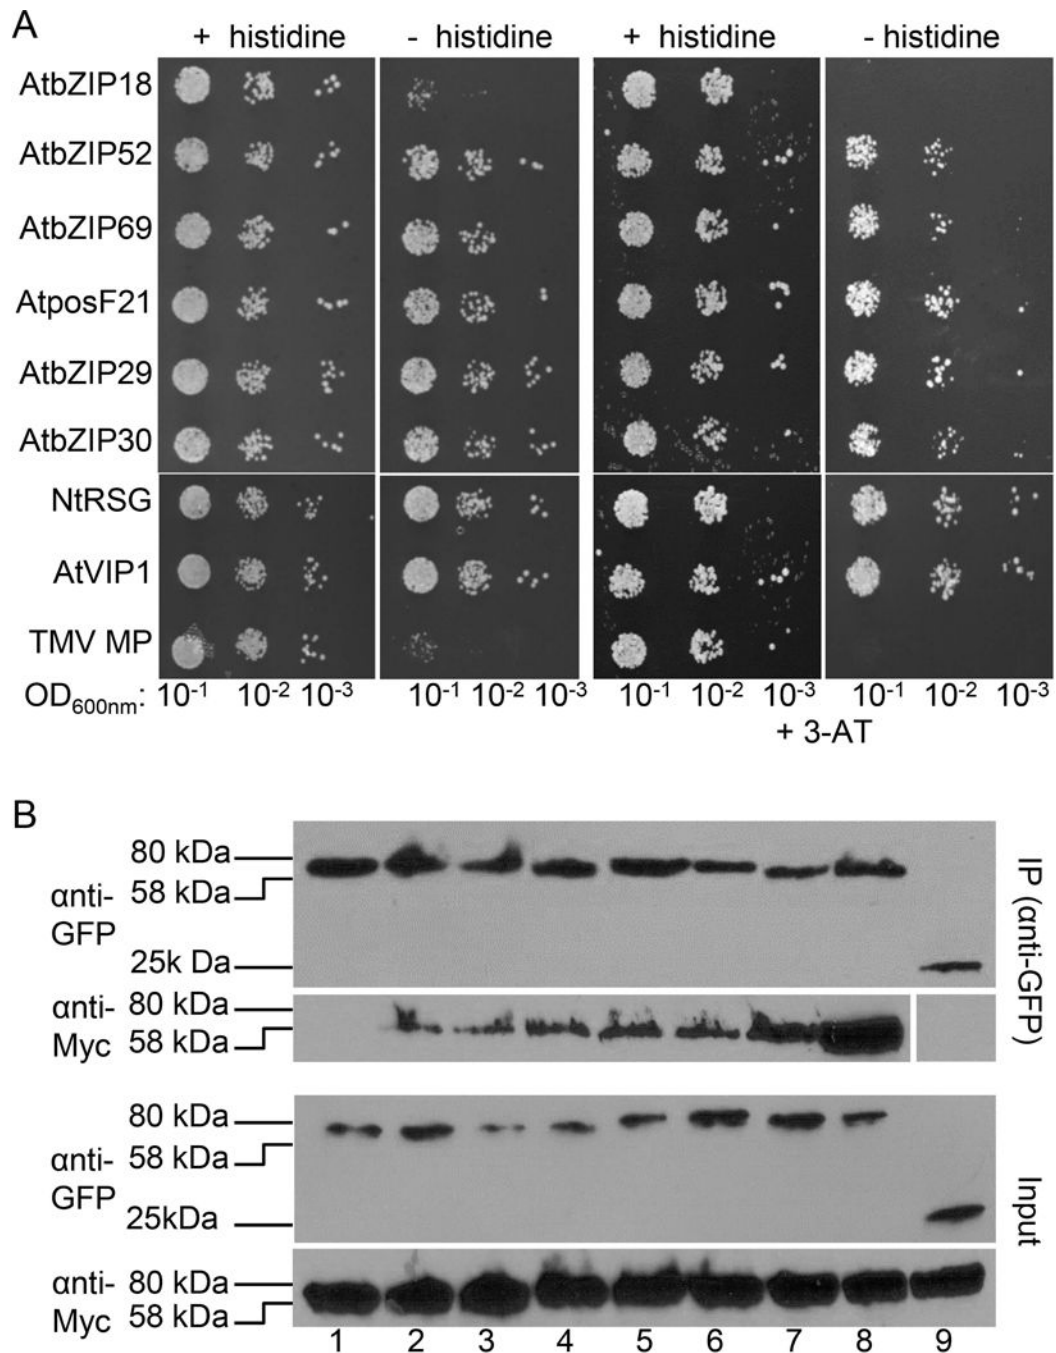 A
+ histidine - histidine + histidine - histidine
AtbZIP18
AtbZIP52
AtbZIP69
AtposF21
AtbZIP29
AtbZIP30
NtRSG
AtVIP1
TMV MP
OD600nm: 10-1 10-2 10-3 10-1 10-2 10-3 10-1 10-2 10-3 10-1 10-2 10-3
+ 3-AT
B
80 kDa
αnti-GFP 58 kDa
25k Da
αnti-Myc 80 kDa
58 kDa
IP (αnti-GFP)
80 kDa
αnti-GFP 58 kDa
25kDa
αnti-Myc 80 kDa
58 kDa
Input
1 2 3 4 5 6 7 8 9